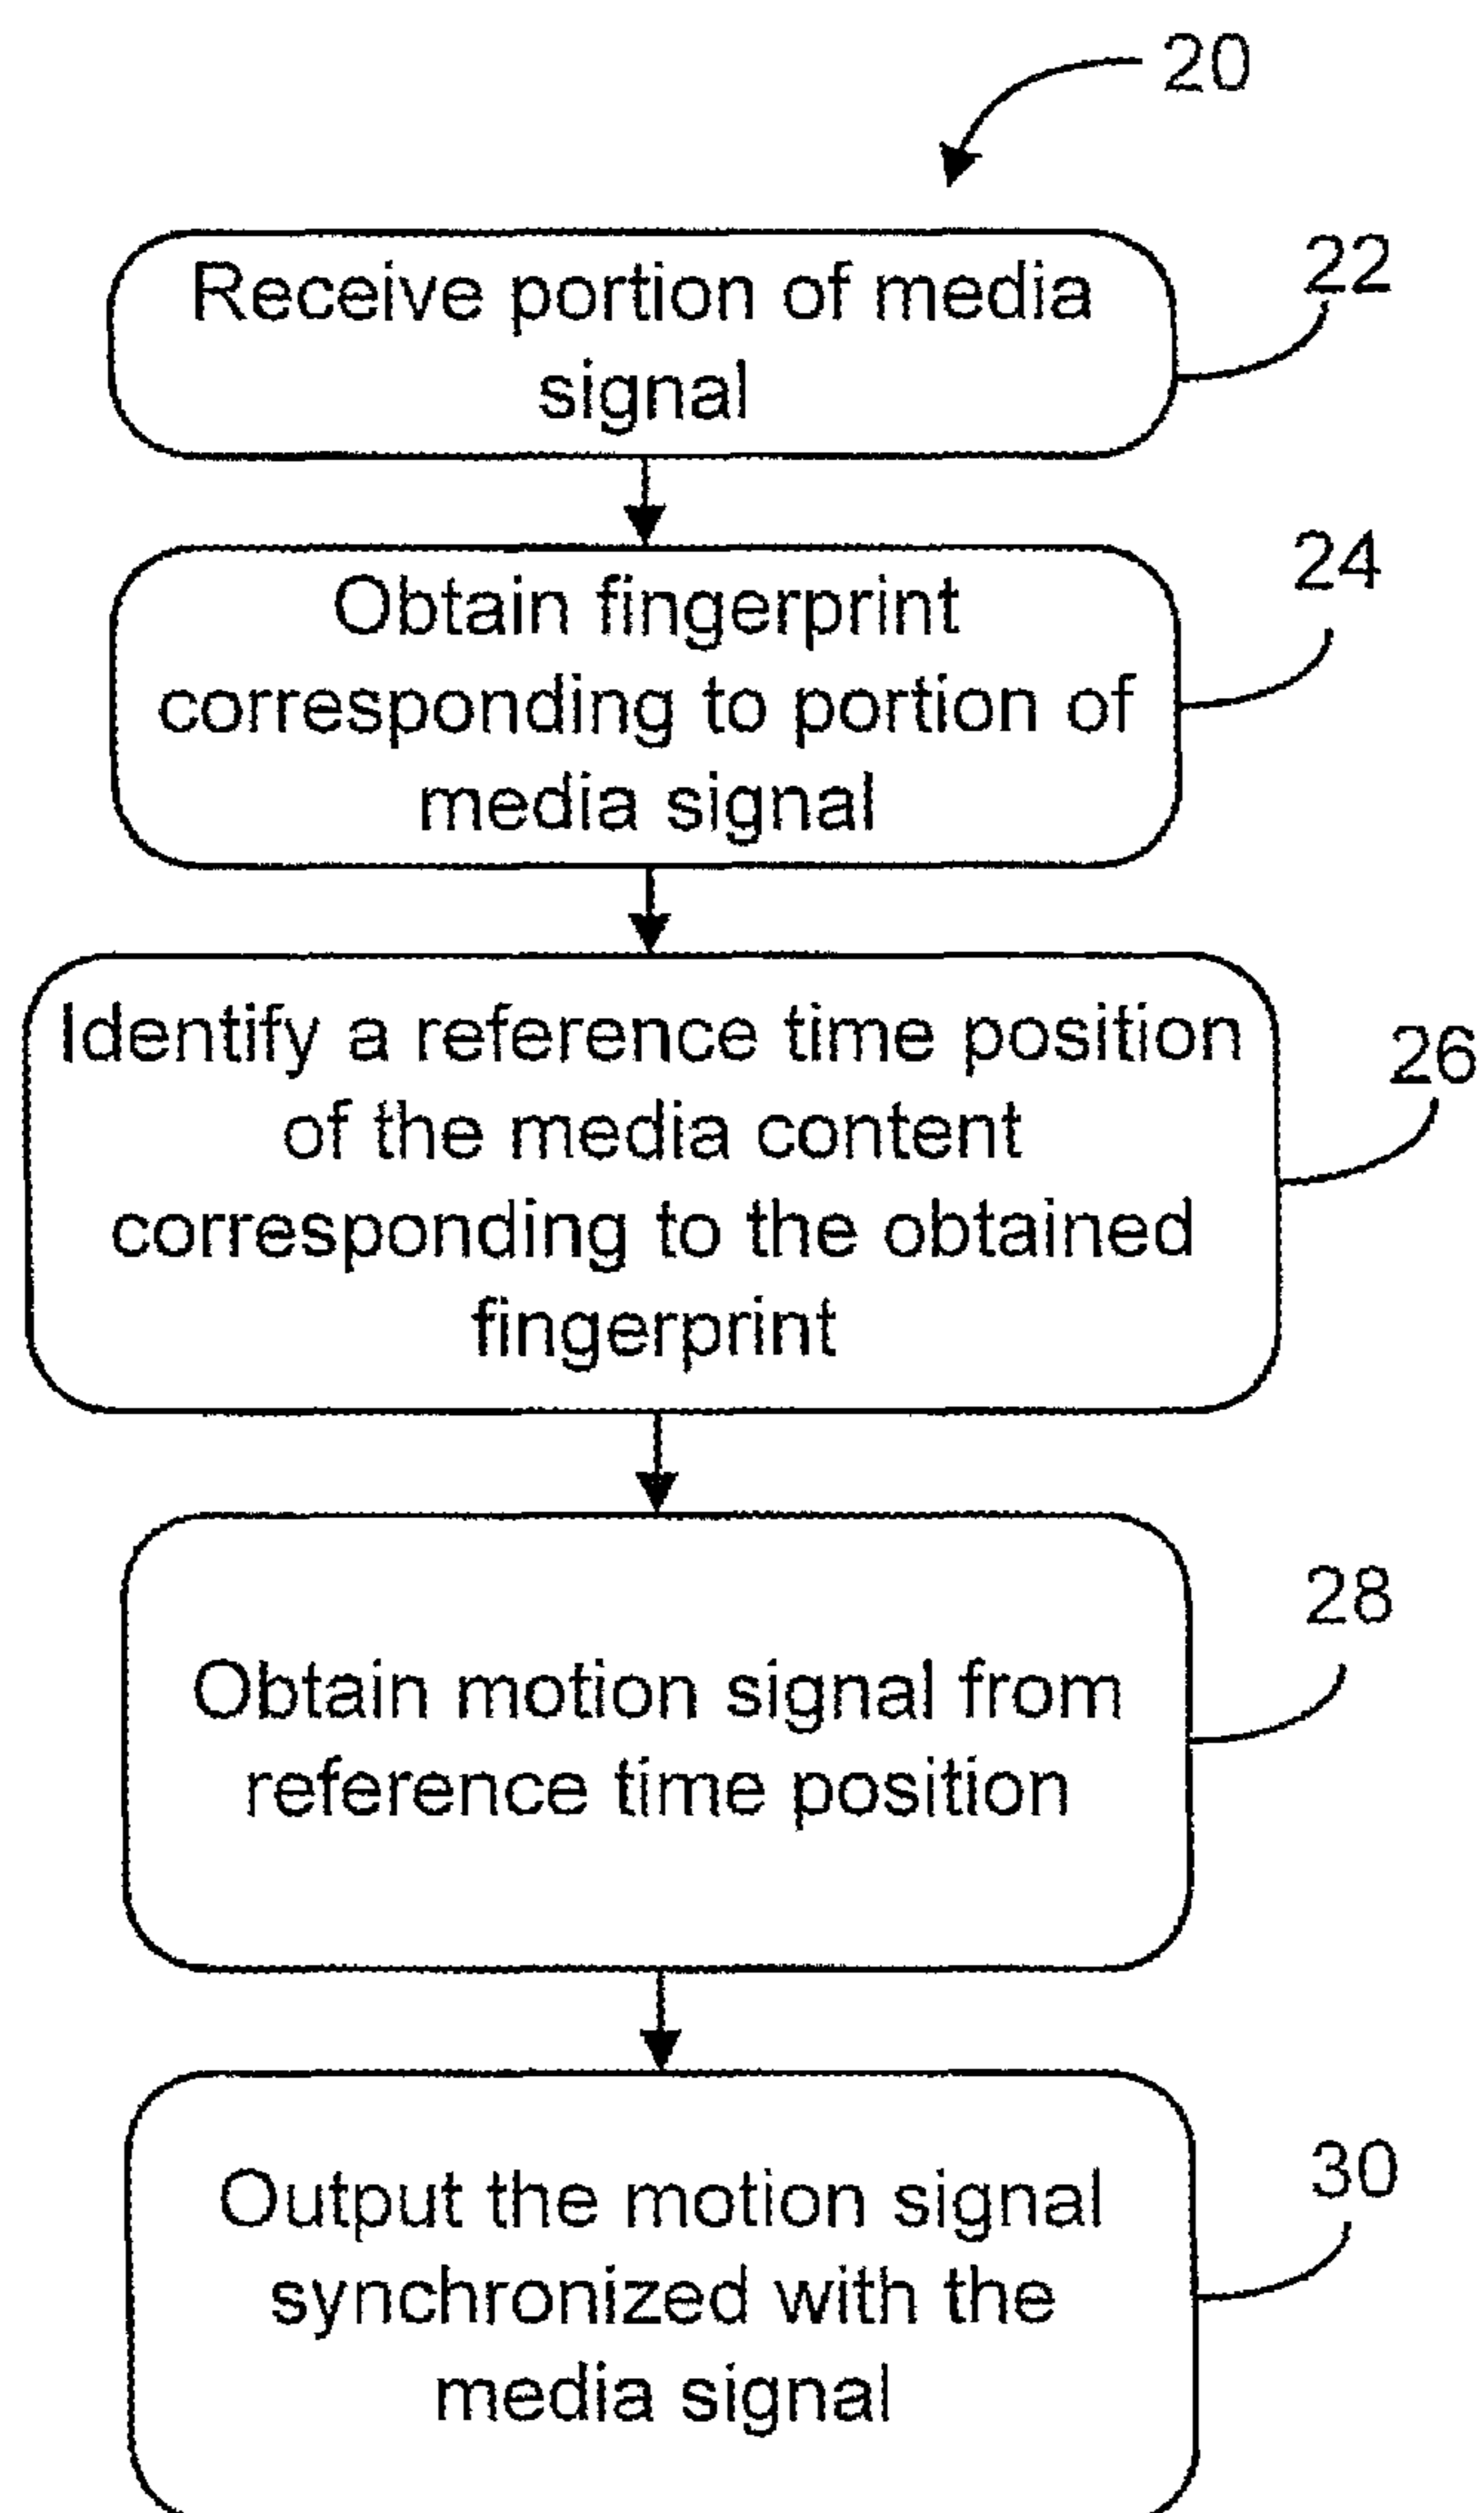 20
Receive portion of media
signal
22
Obtain fingerprint
corresponding to portion of
media signal
24
Identify a reference time position
of the media content
corresponding to the obtained
fingerprint
26
Obtain motion signal from
reference time position
28
Output the motion signal
synchronized with the
media signal
30